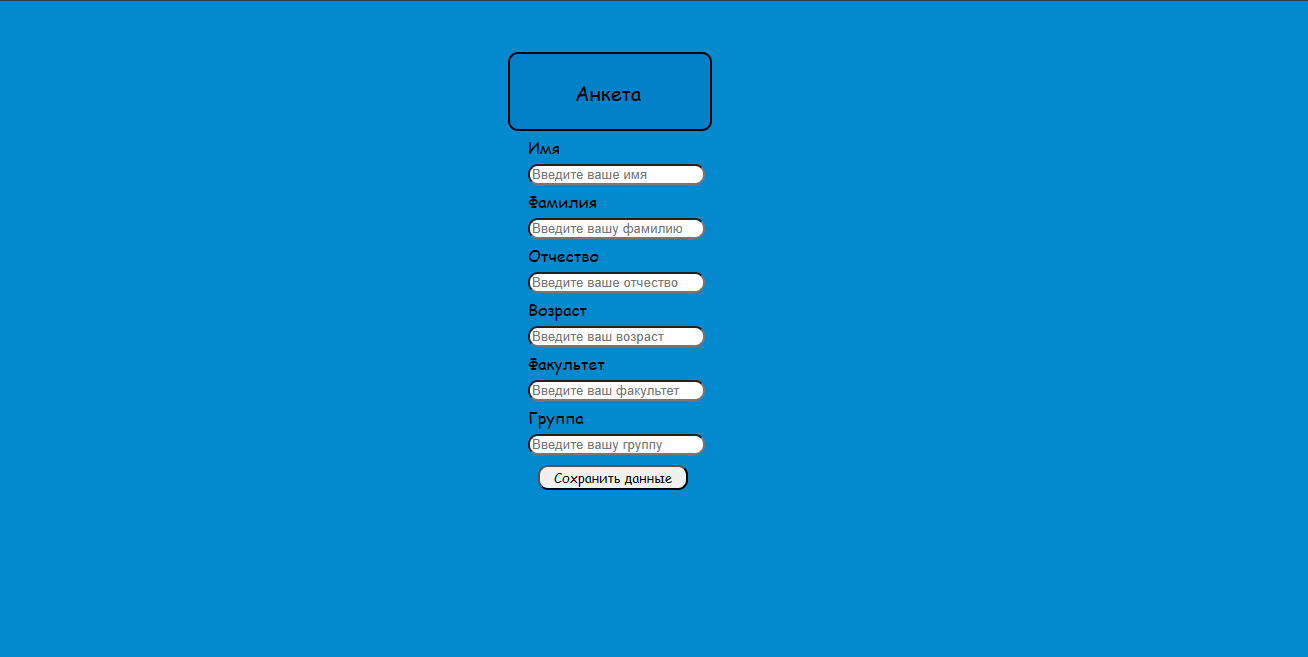 Анкета
Имя
Введите ваше имя
Фамилия
Введите вашу фамилию
Отчество
Введите ваше отчество
Возраст
Введите ваш возраст
Факультет
Введите ваш факультет
Группа
Введите вашу группу
Сохранить данные